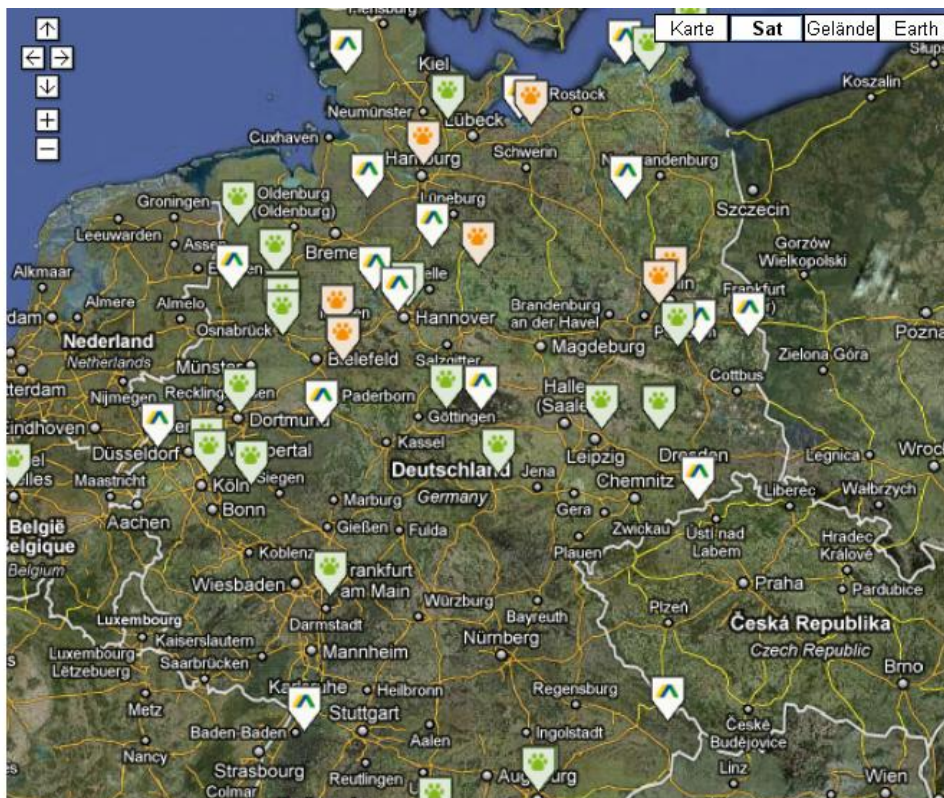 Karte
Sat
Gelände
Earth
Kiel
Koszalin
Neumünster
Rostock
Lübeck
Cuxhaven
Schwerin
Groningen
Oldenburg
(Oldenburg)
Lüneburg
Szczecin
Leeuwarden
Gorzów
Wielkopolski
Alkmaar
Almere
Almelo
Hannover
Brandenburg
an der Havel
Osnabrück
Nederland
Netherlands
Magdeburg
Bielefeld
Salzgitter
Zielona Góra
Nijmegen
Cottbus
Paderborn
Halle
(Saale)
Göttingen
Dortmund
Eindhoven
Kassel
Düsseldorf
Leipzig
Legnica
Dresden
Deutschland
Germany
Jena
Maastricht
Siegen
Köln
Chemnitz
Liberec
Wałbrzych
Aachen
Bonn
Marburg
Gera
Gießen
Fulda
Zwickau
Ústí nad
Labem
Hradec
Králové
België
Belgique
Belgium
Koblenz
Plauen
Wiesbaden
Frankfurt
am Main
Praha
Pardubice
Würzburg
Bayreuth
Plzeň
Luxembourg
Darmstadt
Česká Republika
Czech Republic
Kaiserslautern
Nürnberg
Luxembourg
Lëtzebuerg
Saarbrücken
Mannheim
Brno
Metz
Karlsruhe
Heilbronn
Regensburg
Stuttgart
České
Budějovice
Baden-Baden
Aalen
Ingolstadt
Nancy
Strasbourg
Reutlingen
Augsburg
Linz
Wien
Colmar